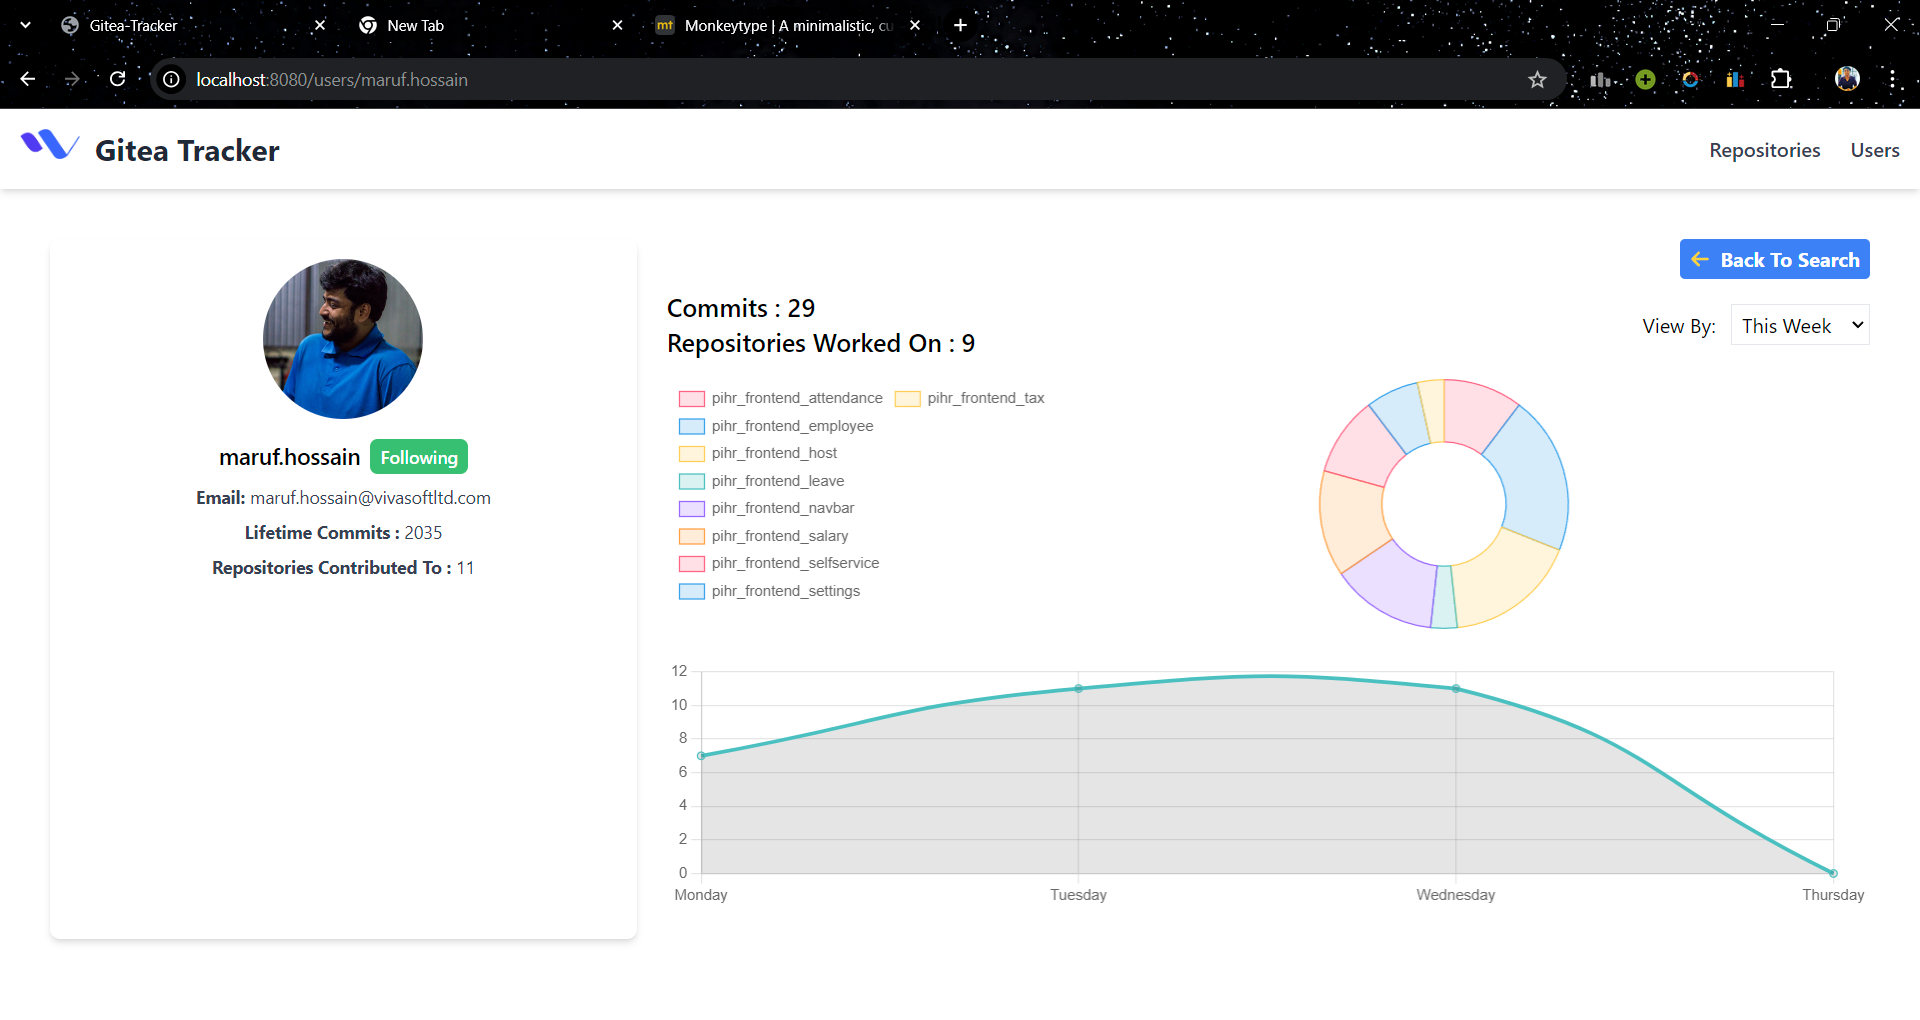 Gitea-Tracker
New Tab
mt Monkeytype | A minimalistic, cu
localhost:8080/users/maruf.hossain
Gitea Tracker
Repositories
Users
Back To Search
maruf.hossain
Following
Email: maruf.hossain@vivasoftltd.com
Lifetime Commits : 2035
Repositories Contributed To : 11
Commits : 29
Repositories Worked On : 9
View By: This Week
pihr_frontend_attendance
pihr_frontend_tax
pihr_frontend_employee
pihr_frontend_host
pihr_frontend_leave
pihr_frontend_navbar
pihr_frontend_salary
pihr_frontend_selfservice
pihr_frontend_settings
12
10
8
6
4
2
0
Monday
Tuesday
Wednesday
Thursday